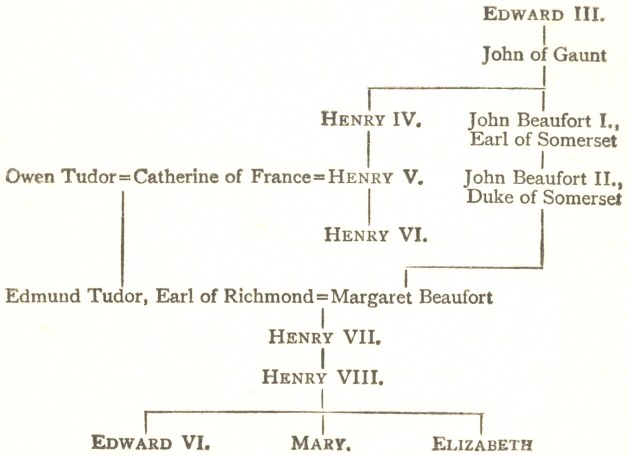 EDWARD III.
John of Gaunt
HENRY IV.
John Beaufort I.,
Earl of Somerset
Owen Tudor=Catherine of France=HENRY V.
John Beaufort II.,
Duke of Somerset
HENRY VI.
Edmund Tudor, Earl of Richmond=Margaret Beaufort
HENRY VII.
HENRY VIII.
EDWARD VI. MARY. ELIZABETH